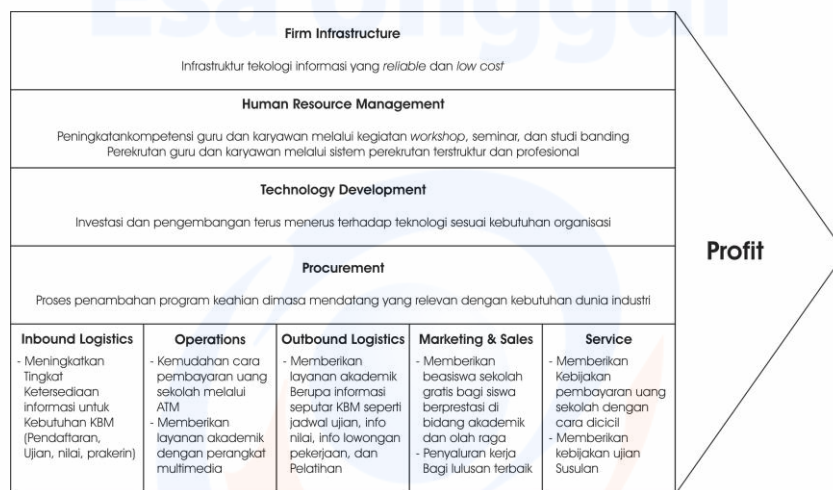 Esa Unggul
Firm Infrastructure
Infrastruktur tekologi informasi yang reliable dan low cost
Human Resource Management
Peningkatankompetensi guru dan karyawan melalui kegiatan workshop, seminar, dan studi banding
Perekrutan guru dan karyawan melalui sistem perekrutan terstruktur dan profesional
Technology Development
Investasi dan pengembangan terus menerus terhadap teknologi sesuai kebutuhan organisasi
Procurement
Proses penambahan program keahian dimasa mendatang yang relevan dengan kebutuhan dunia industri
Profit
Inbound Logistics
- Meningkatkan
Tingkat
Ketersediaan
informasi untuk
Kebutuhan KBM
(Pendaftaran,
Ujian, nilai, prakerin)
Operations
- Kemudahan cara
pembayaran uang
sekolah melalui
ATM
- Memberikan
layanan akademik
dengan perangkat
multimedia
Outbound Logistics
- Memberikan
layanan akademik
Berupa informasi
seputar KBM seperti
jadwal ujian, info
nilai, info lowongan
pekerjaan, dan
Pelatihan
Marketing & Sales
- Memberikan
beasiswa sekolah
gratis bagi siswa
berprestasi di
bidang akademik
dan olah raga
- Penyaluran kerja
Bagi lulusan terbaik
Service
- Memberikan
Kebijakan
pembayaran uang
sekolah dengan
cara dicicil
- Memberikan
kebijakan ujian
Susulan